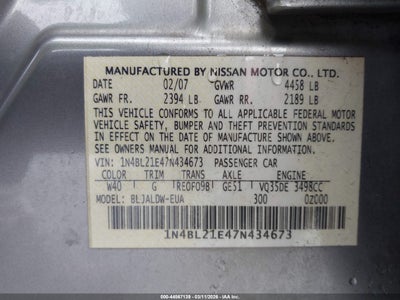 MANUFACTURED BY NISSAN MOTOR CO., LTD.
DATE 02/07 GVWR 4458 LB
GAWR FR. 2394 LB GAWR RR. 2189 LB
THIS VEHICLE CONFORMS TO ALL APPLICABLE FEDERAL MOTOR
VEHICLE SAFETY, BUMPER AND THEFT PREVENTION STANDARDS
IN EFFECT ON THE DATE OF MANUFACTURE SHOWN ABOVE.
SEE OWNERS MANUAL FOR ADDITIONAL INFORMATION
VIN: 1N4BL21E47N434673 PASSENGER CAR
COLOR TRIM TRANS AXLE ENGINE
W40 G RE0F09B GE51 VQ35DE 3498CC
MODEL: BLJALDW-EUA 300 0Z000
1N4BL21E47N434673
500-44567138 - 03/11/2026 - IAA